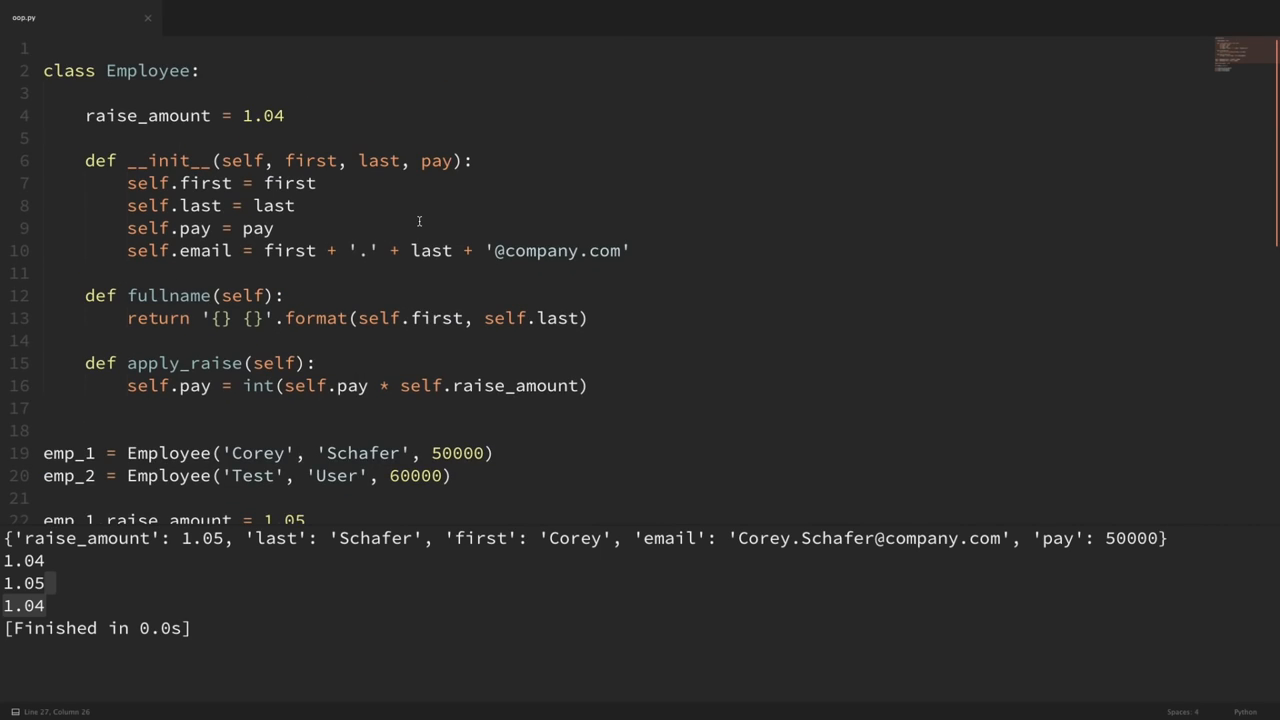 oop.py ×
1
2 class Employee:
3
4     raise_amount = 1.04
5
6     def __init__(self, first, last, pay):
7         self.first = first
8         self.last = last
9         self.pay = pay
10         self.email = first + '.' + last + '@company.com'
11
12     def fullname(self):
13         return '{} {}'.format(self.first, self.last)
14
15     def apply_raise(self):
16         self.pay = int(self.pay * self.raise_amount)
17
18
19 emp_1 = Employee('Corey', 'Schafer', 50000)
20 emp_2 = Employee('Test', 'User', 60000)
21
22 emp_1.raise_amount = 1.05
{'raise_amount': 1.05, 'last': 'Schafer', 'first': 'Corey', 'email': 'Corey.Schafer@company.com', 'pay': 50000}
1.04
1.05
1.04
[Finished in 0.0s]
Line 27, Column 26 Spaces: 4 Python